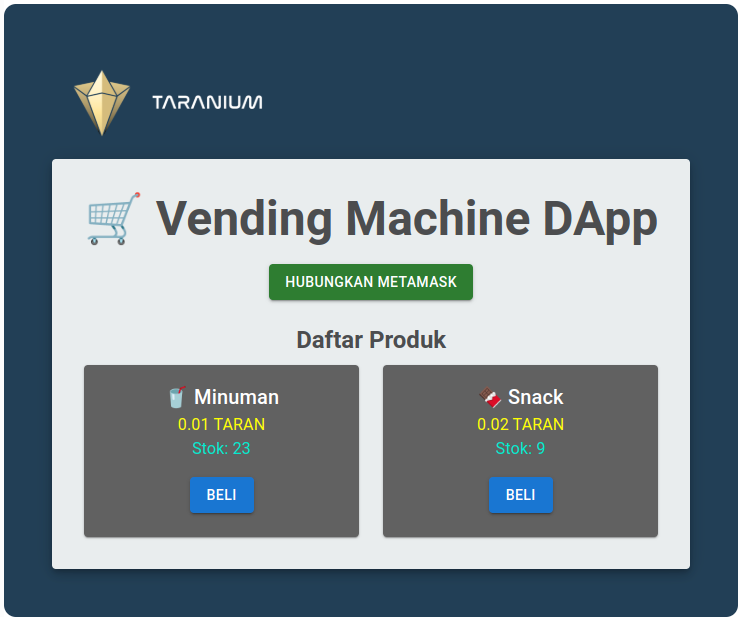 TARANIUM
🛒 Vending Machine DApp
HUBUNGKAN METAMASK
Daftar Produk
🥤 Minuman
0.01 TARAN
Stok: 23
BELI
🍫 Snack
0.02 TARAN
Stok: 9
BELI